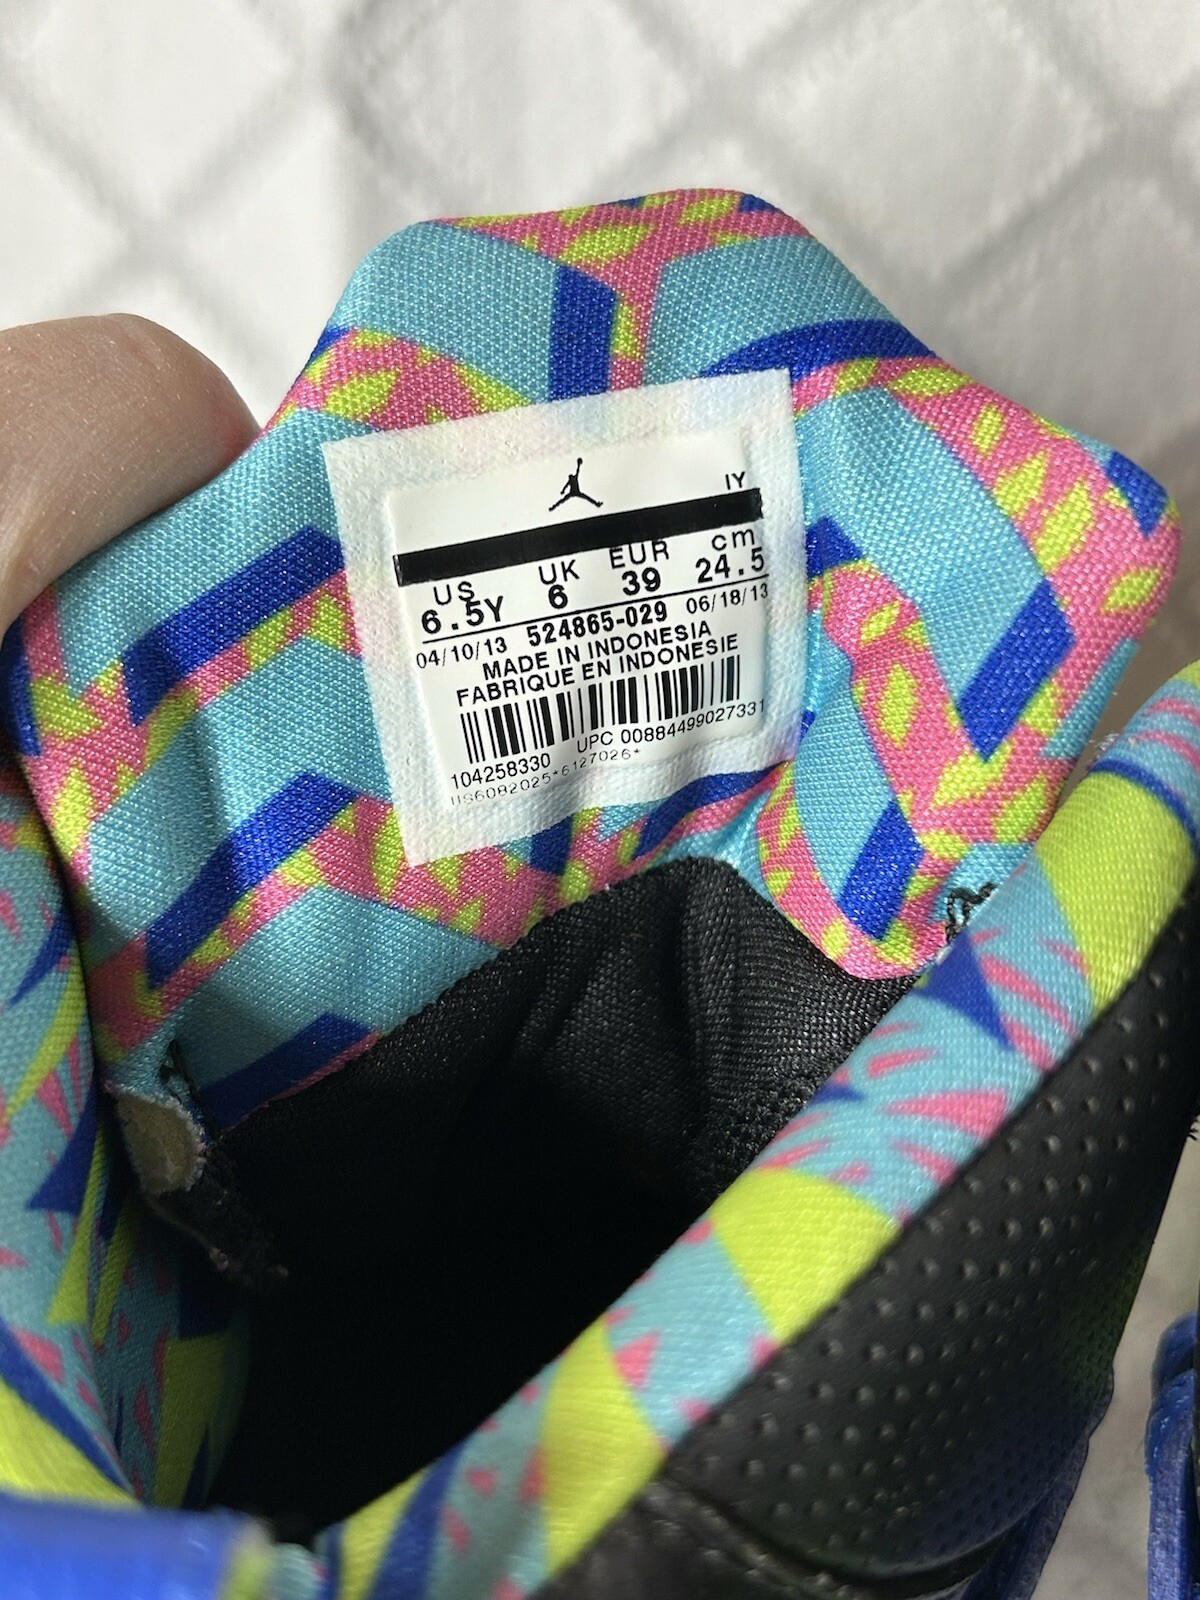 IY
US UK EUR cm
6.5Y 6 39 24.5
04/10/13 524865-029 06/18/13
MADE IN INDONESIA
FABRIQUE EN INDONESIE
UPC 00884499027331
104258330
US6082025*6127026*